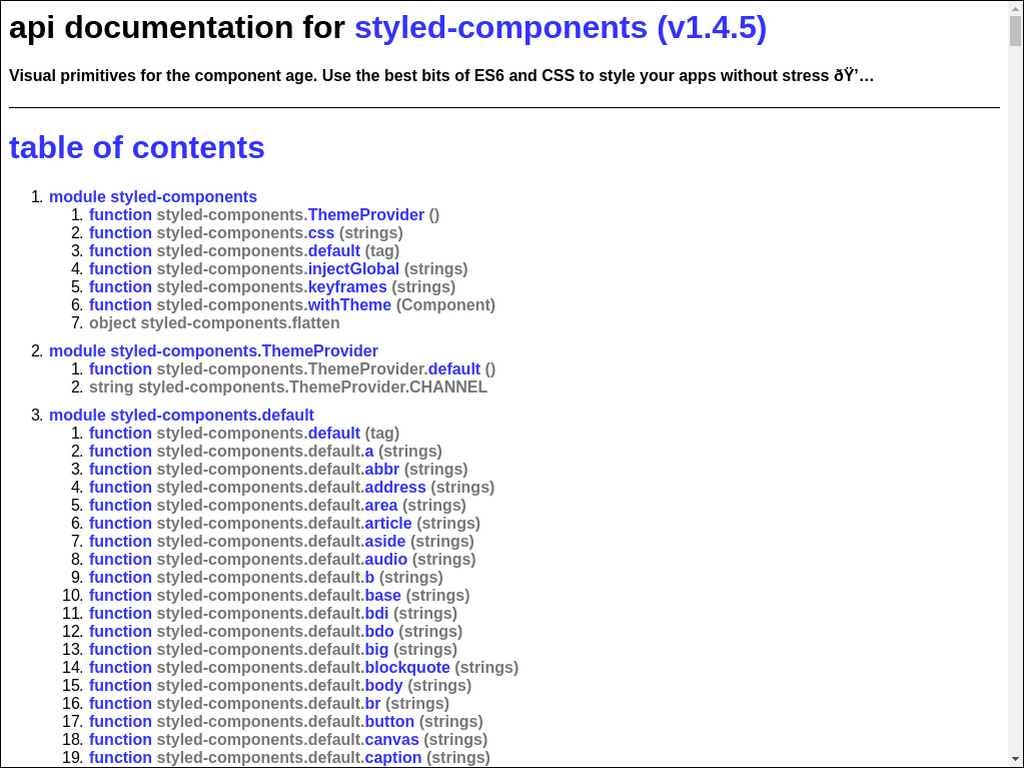 api documentation for styled-components (v1.4.5)
Visual primitives for the component age. Use the best bits of ES6 and CSS to style your apps without stress ðŸ’…
table of contents
1. module styled-components
1. function styled-components.ThemeProvider ()
2. function styled-components.css (strings)
3. function styled-components.default (tag)
4. function styled-components.injectGlobal (strings)
5. function styled-components.keyframes (strings)
6. function styled-components.withTheme (Component)
7. object styled-components.flatten
2. module styled-components.ThemeProvider
1. function styled-components.ThemeProvider.default ()
2. string styled-components.ThemeProvider.CHANNEL
3. module styled-components.default
1. function styled-components.default (tag)
2. function styled-components.default.a (strings)
3. function styled-components.default.abbr (strings)
4. function styled-components.default.address (strings)
5. function styled-components.default.area (strings)
6. function styled-components.default.article (strings)
7. function styled-components.default.aside (strings)
8. function styled-components.default.audio (strings)
9. function styled-components.default.b (strings)
10. function styled-components.default.base (strings)
11. function styled-components.default.bdi (strings)
12. function styled-components.default.bdo (strings)
13. function styled-components.default.big (strings)
14. function styled-components.default.blockquote (strings)
15. function styled-components.default.body (strings)
16. function styled-components.default.br (strings)
17. function styled-components.default.button (strings)
18. function styled-components.default.canvas (strings)
19. function styled-components.default.caption (strings)